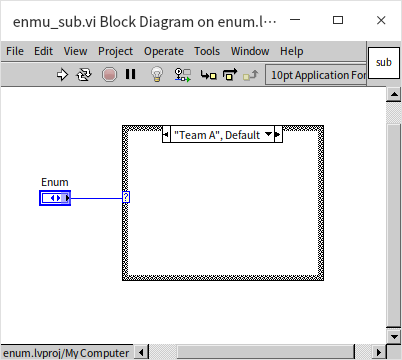 enmu_sub.vi Block Diagram on enum.l...
File Edit View Project Operate Tools Window Help
sub
10pt Application For
"Team A", Default
Enum
?
enum.lvproj/My Computer